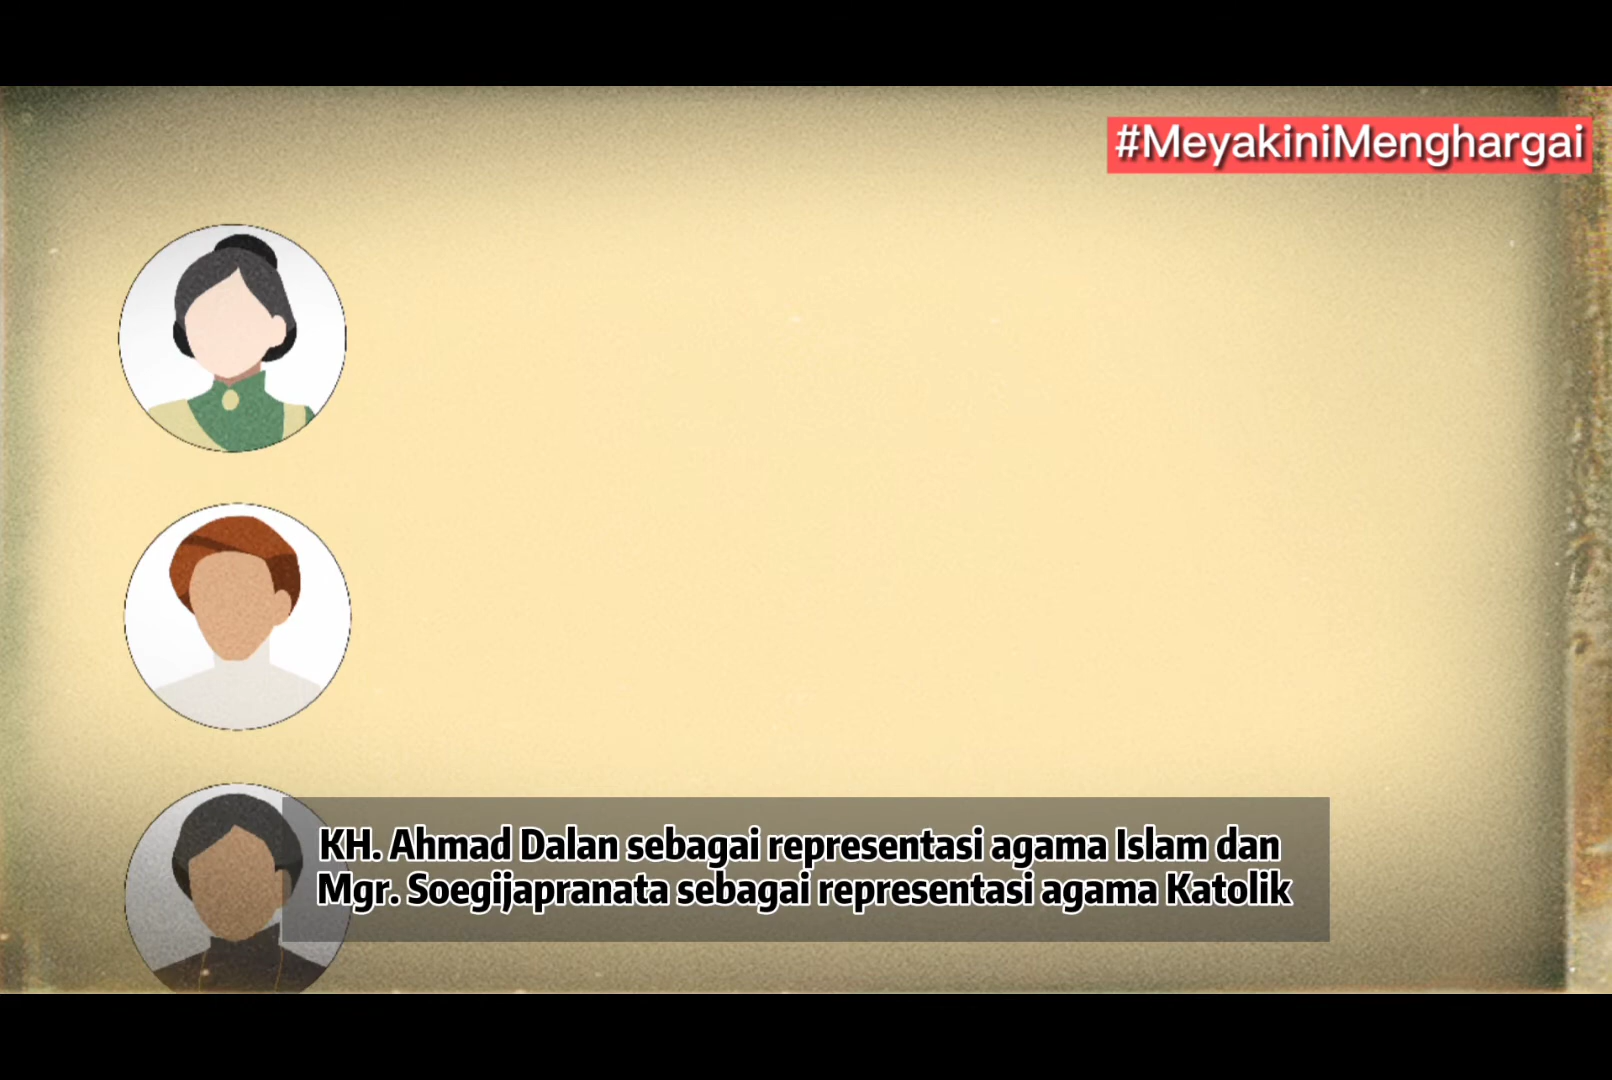 #MeyakiniMenghargai
KH. Ahmad Dalan sebagai representasi agama Islam dan
Mgr. Soegijapranata sebagai representasi agama Katolik